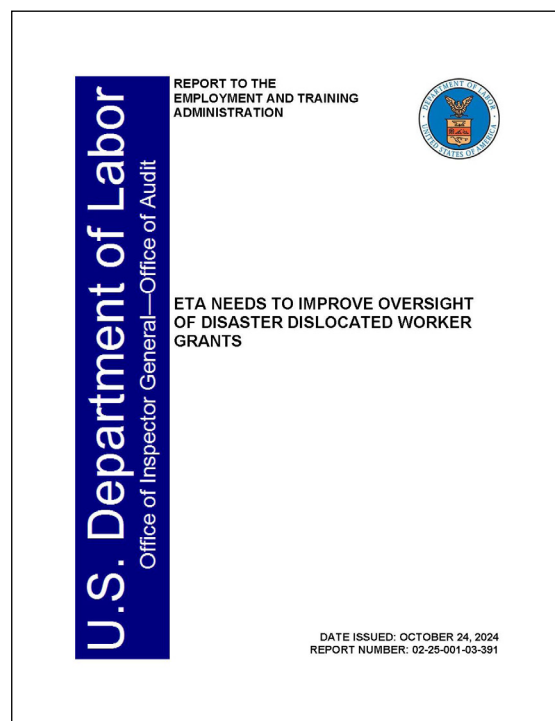 REPORT TO THE
EMPLOYMENT AND TRAINING
ADMINISTRATION
DEPARTMENT OF LABOR
UNITED STATES OF AMERICA
U.S. Department of Labor
Office of Inspector General—Office of Audit
ETA NEEDS TO IMPROVE OVERSIGHT
OF DISASTER DISLOCATED WORKER
GRANTS
DATE ISSUED: OCTOBER 24, 2024
REPORT NUMBER: 02-25-001-03-391